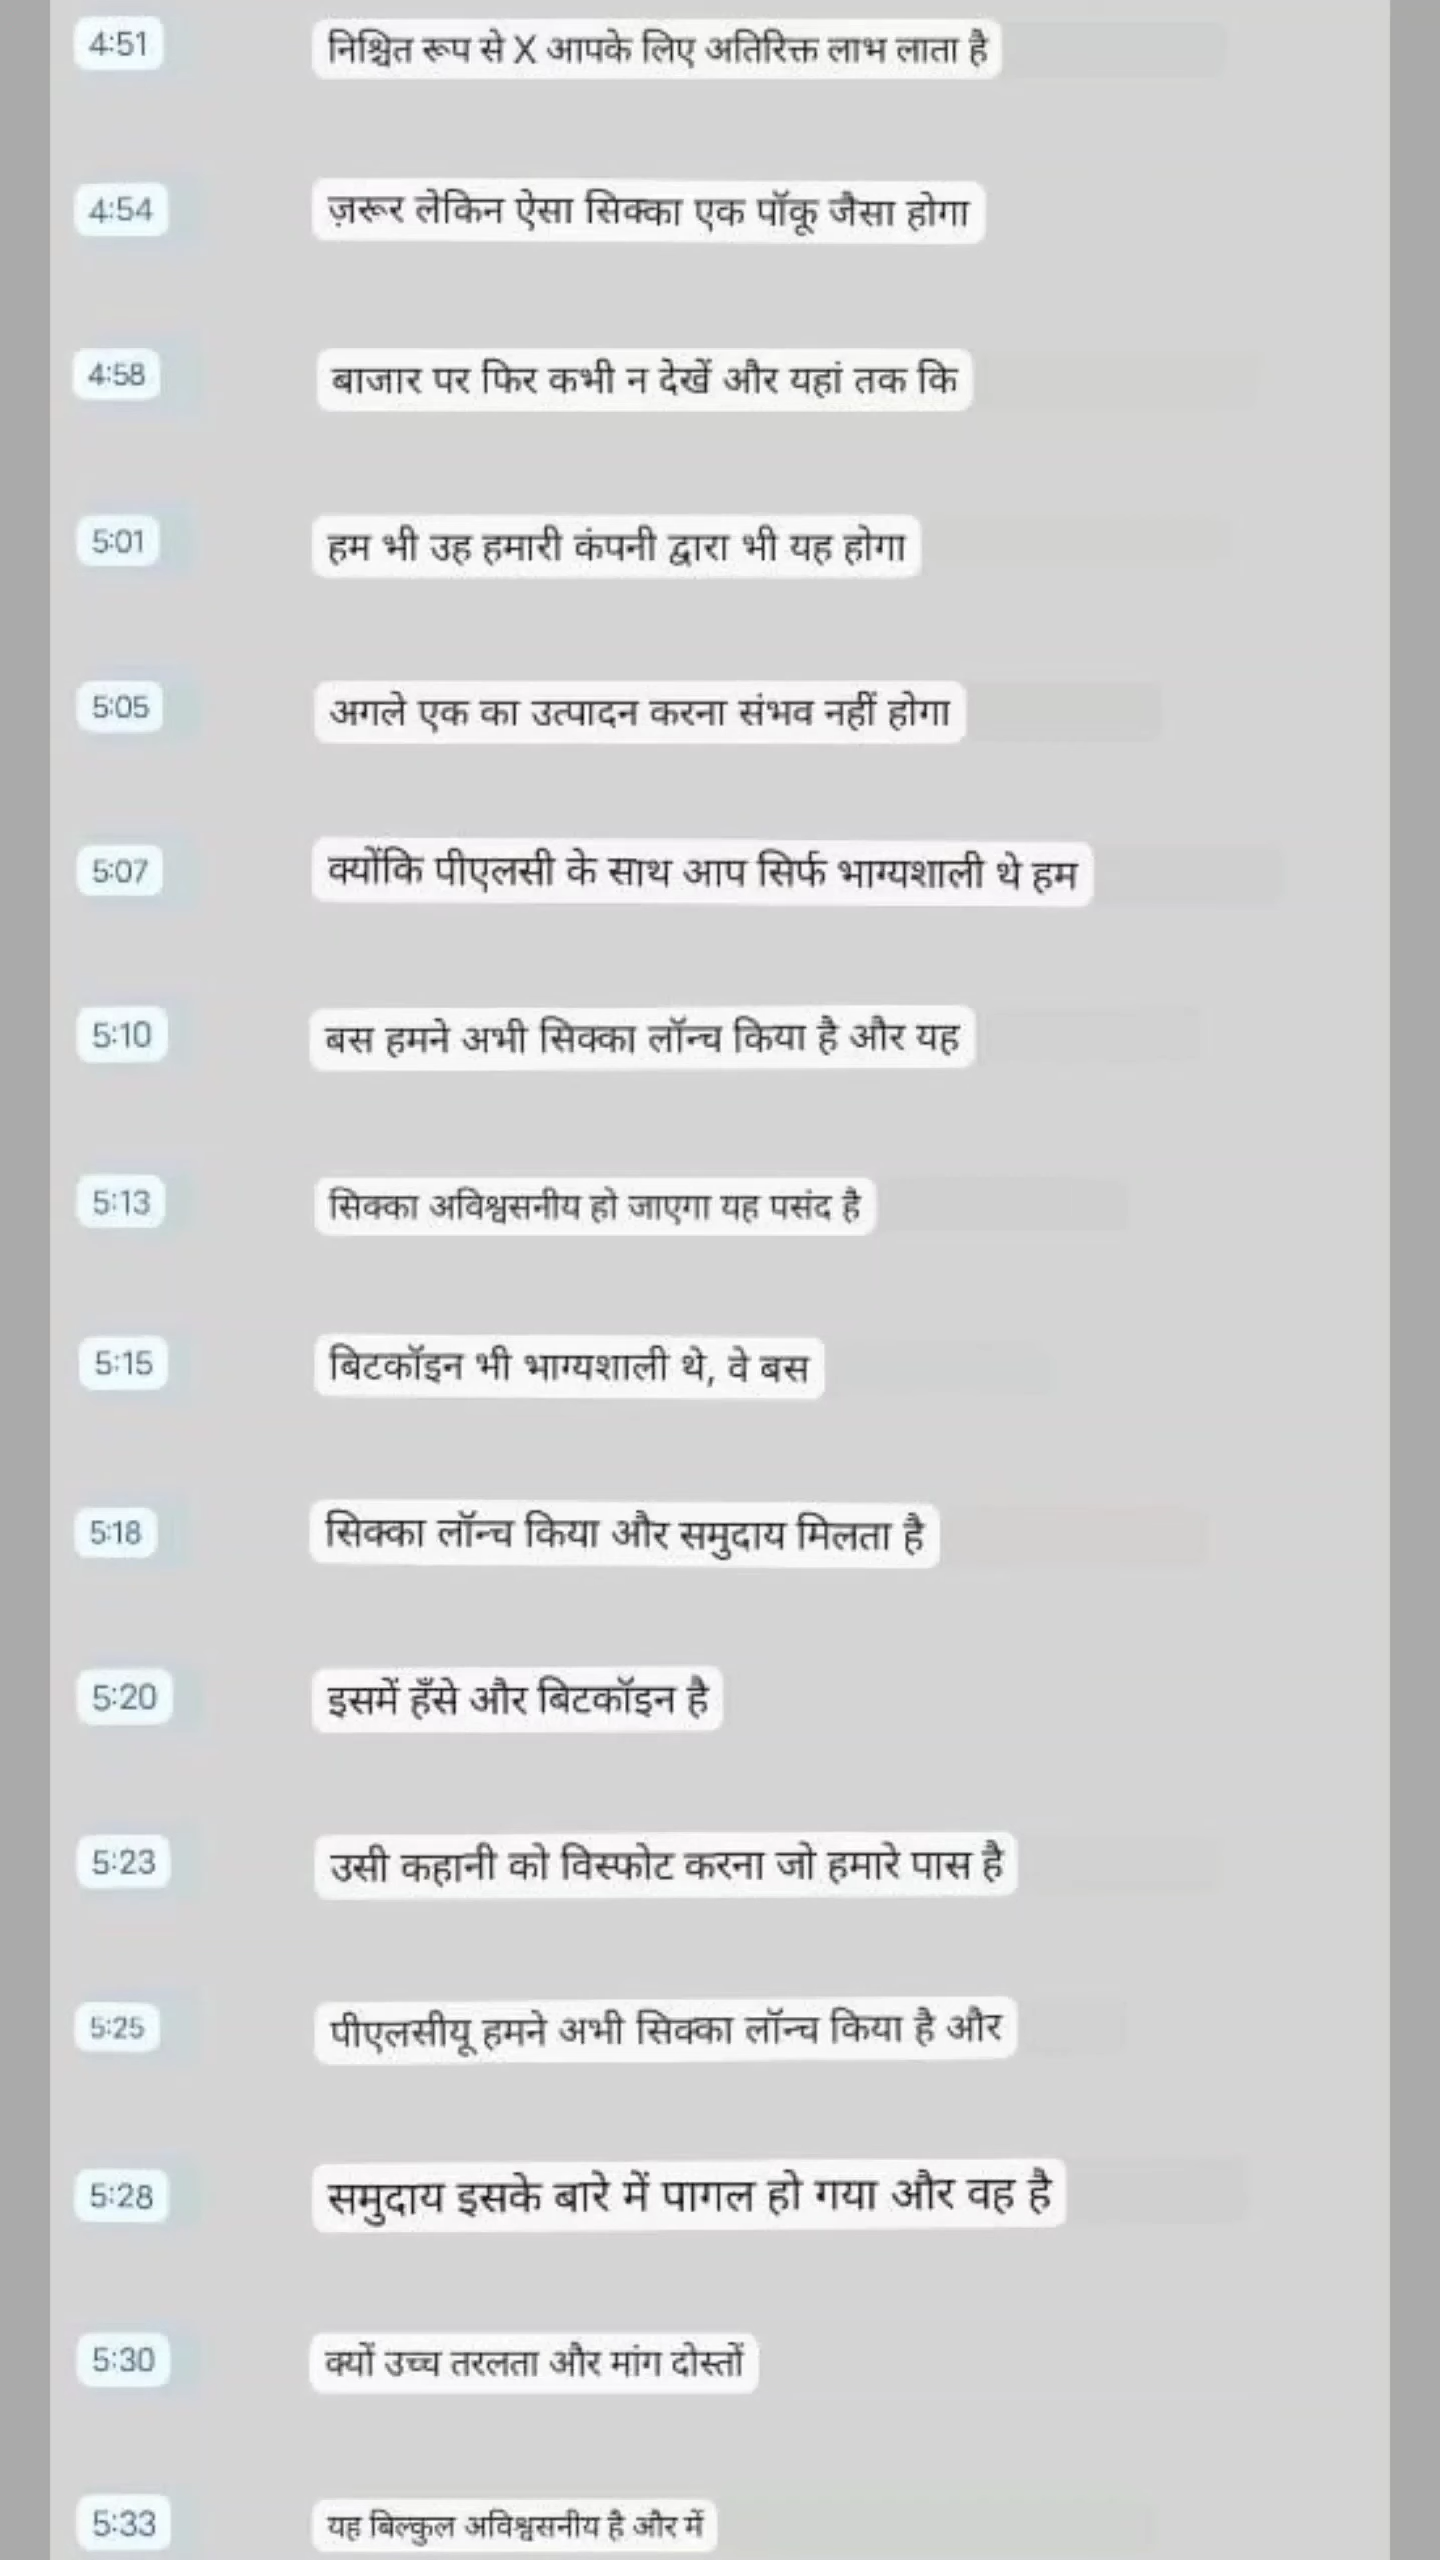 4:51 निश्चित रूप से X आपके लिए अतिरिक्त लाभ लाता है
4:54 ज़रूर लेकिन ऐसा सिक्का एक पॉकू जैसा होगा
4:58 बाजार पर फिर कभी न देखें और यहां तक कि
5:01 हम भी उह हमारी कंपनी द्वारा भी यह होगा
5:05 अगले एक का उत्पादन करना संभव नहीं होगा
5:07 क्योंकि पीएलसी के साथ आप सिर्फ भाग्यशाली थे हम
5:10 बस हमने अभी सिक्का लॉन्च किया है और यह
5:13 सिक्का अविश्वसनीय हो जाएगा यह पसंद है
5:15 बिटकॉइन भी भाग्यशाली थे, वे बस
5:18 सिक्का लॉन्च किया और समुदाय मिलता है
5:20 इसमें हँसे और बिटकॉइन है
5:23 उसी कहानी को विस्फोट करना जो हमारे पास है
5:25 पीएलसीयू हमने अभी सिक्का लॉन्च किया है और
5:28 समुदाय इसके बारे में पागल हो गया और वह है
5:30 क्यों उच्च तरलता और मांग दोस्तों
5:33 यह बिल्कुल अविश्वसनीय है और में